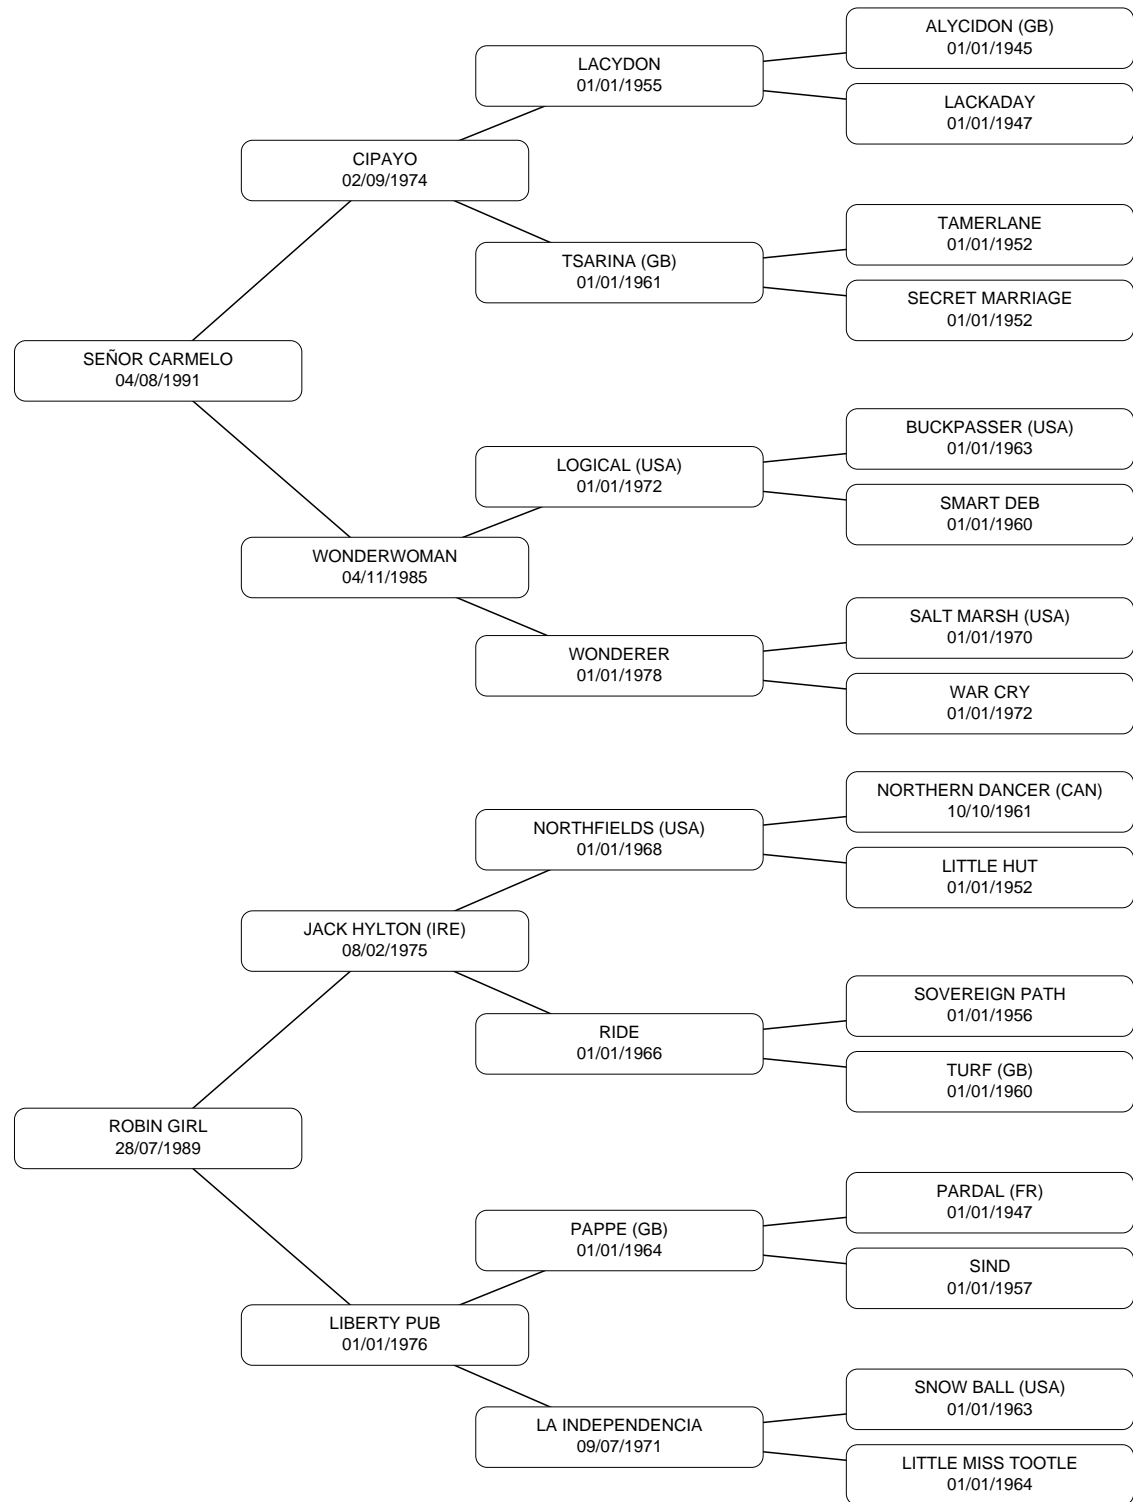 ALYCIDON (GB)
01/01/1945
LACYDON
01/01/1955
LACKADAY
01/01/1947
CIPAYO
02/09/1974
TAMERLANE
01/01/1952
TSARINA (GB)
01/01/1961
SECRET MARRIAGE
01/01/1952
SEÑOR CARMELO
04/08/1991
BUCKPASSER (USA)
01/01/1963
LOGICAL (USA)
01/01/1972
SMART DEB
01/01/1960
WONDERWOMAN
04/11/1985
SALT MARSH (USA)
01/01/1970
WONDERER
01/01/1978
WAR CRY
01/01/1972
NORTHERN DANCER (CAN)
10/10/1961
NORTHFIELDS (USA)
01/01/1968
LITTLE HUT
01/01/1952
JACK HYLTON (IRE)
08/02/1975
SOVEREIGN PATH
01/01/1956
RIDE
01/01/1966
TURF (GB)
01/01/1960
ROBIN GIRL
28/07/1989
PARDAL (FR)
01/01/1947
PAPPE (GB)
01/01/1964
SIND
01/01/1957
LIBERTY PUB
01/01/1976
SNOW BALL (USA)
01/01/1963
LA INDEPENDENCIA
09/07/1971
LITTLE MISS TOOTLE
01/01/1964